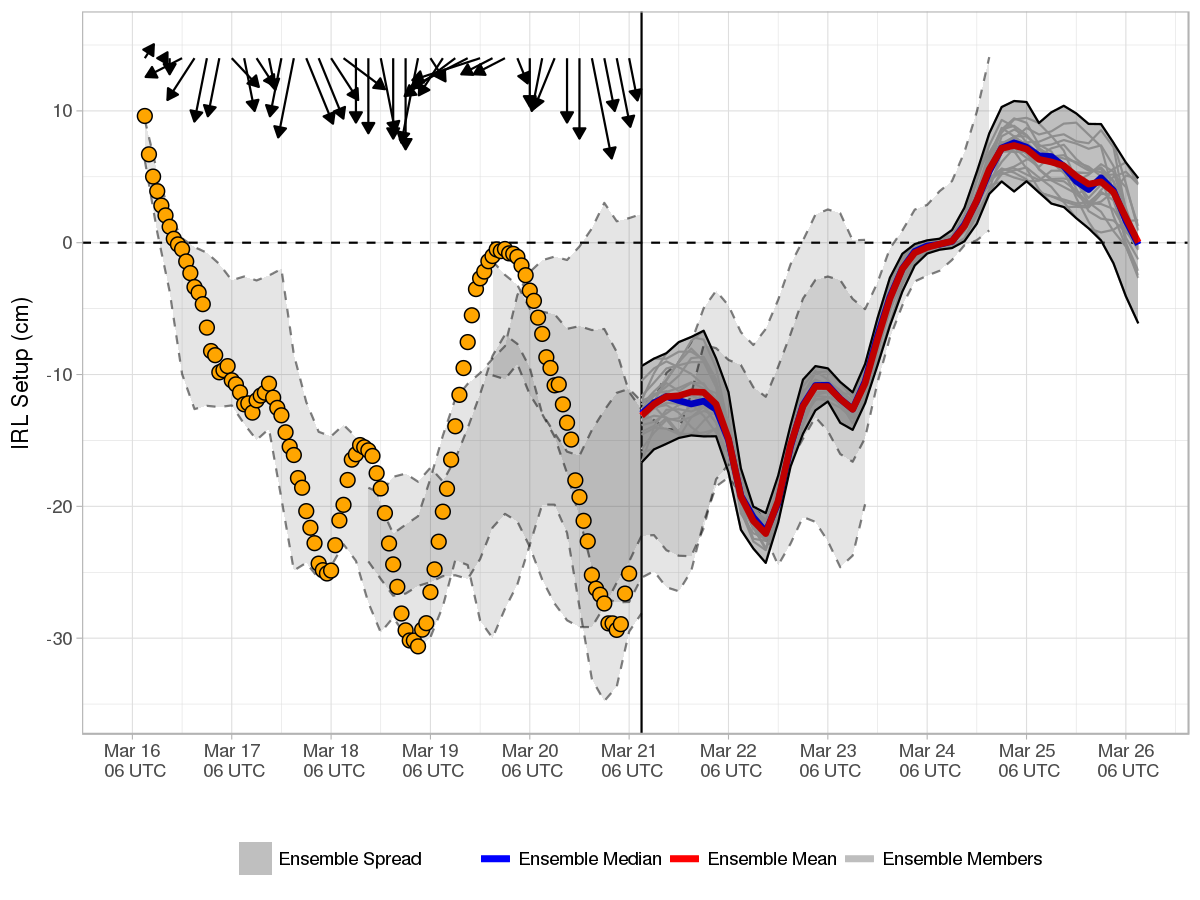 10
0
-10
-20
-30
IRL Setup (cm)
Mar 16 Mar 17 Mar 18 Mar 19 Mar 20 Mar 21 Mar 22 Mar 23 Mar 24 Mar 25 Mar 26
06 UTC 06 UTC 06 UTC 06 UTC 06 UTC 06 UTC 06 UTC 06 UTC 06 UTC 06 UTC 06 UTC
Ensemble Spread Ensemble Median Ensemble Mean Ensemble Members